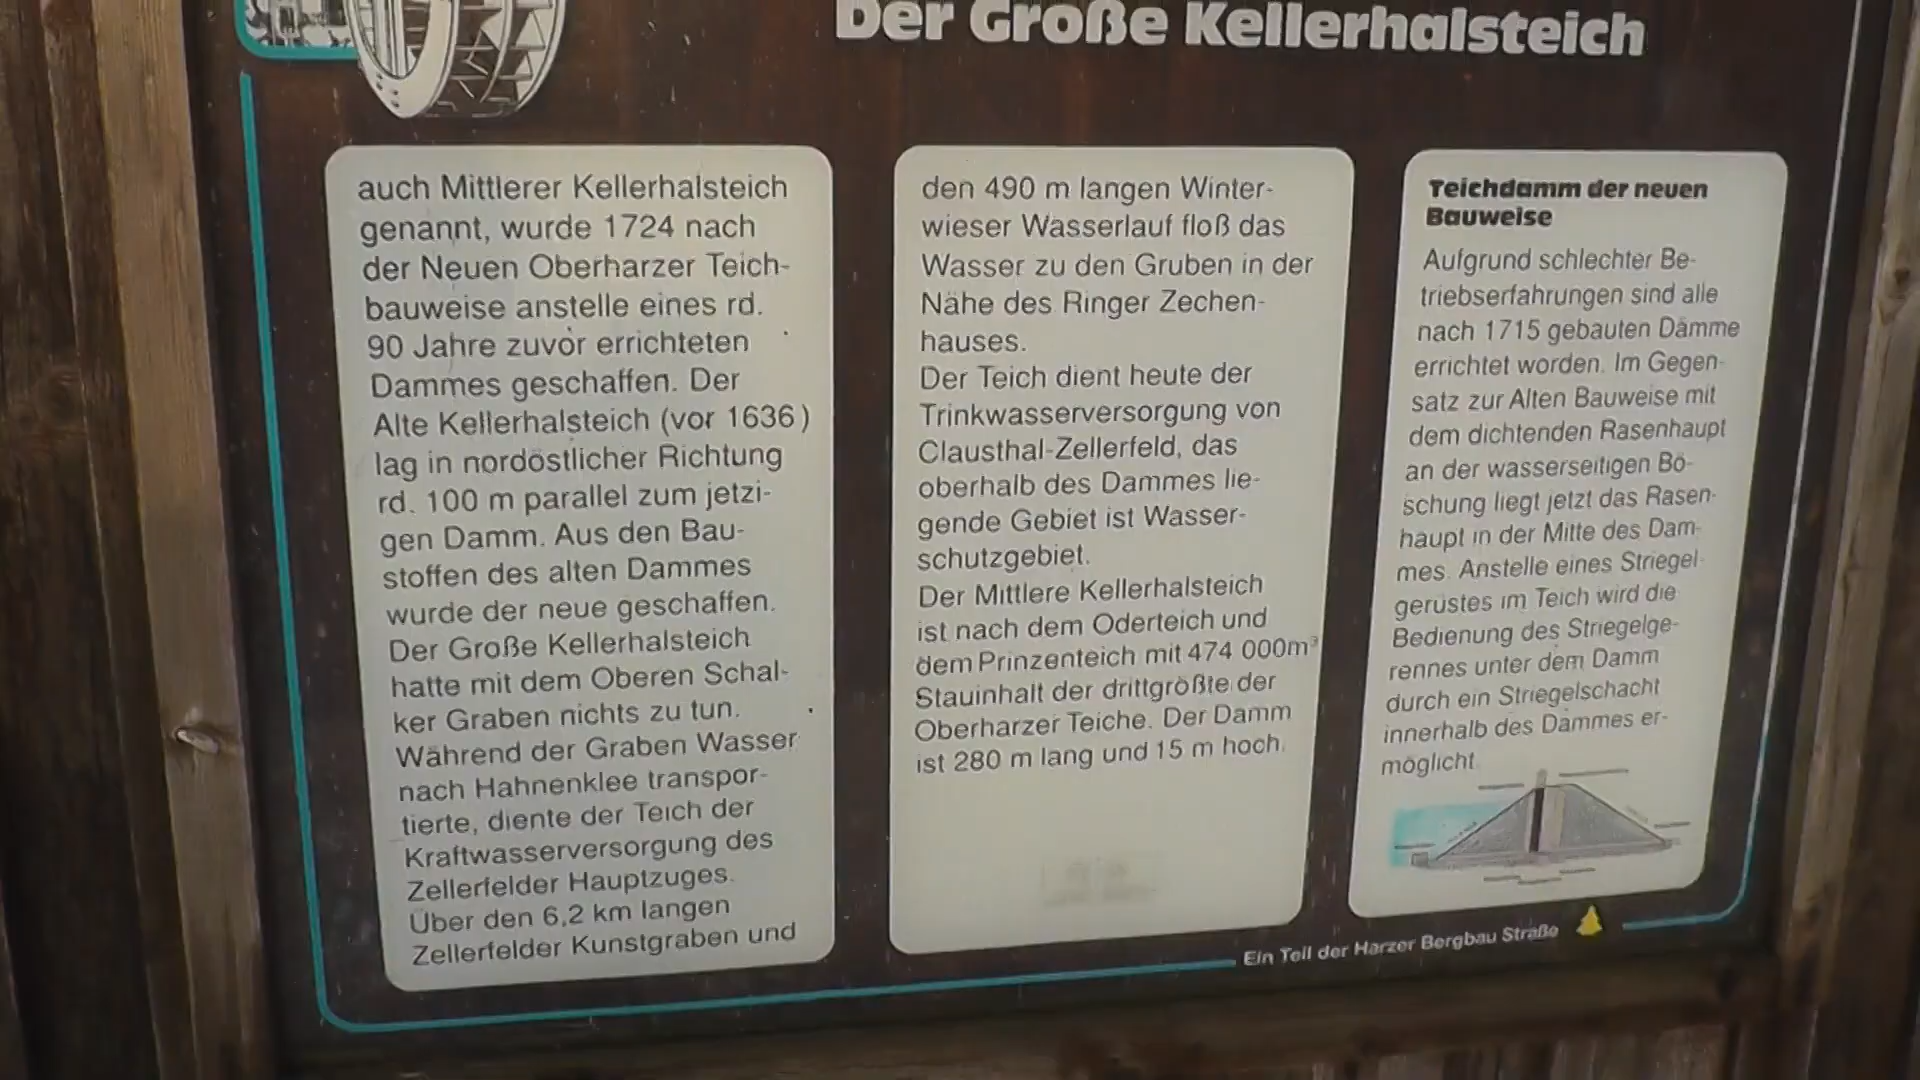 Der Große Kellerhalsteich
auch Mittlerer Kellerhalsteich
genannt, wurde 1724 nach
der Neuen Oberharzer Teich-
bauweise anstelle eines rd.
90 Jahre zuvor errichteten
Dammes geschaffen. Der
Alte Kellerhalsteich (vor 1636)
lag in nordöstlicher Richtung
rd. 100 m parallel zum jetzi-
gen Damm. Aus den Bau-
stoffen des alten Dammes
wurde der neue geschaffen.
Der Große Kellerhalsteich
hatte mit dem Oberen Schal-
ker Graben nichts zu tun.
Während der Graben Wasser
nach Hahnenklee transpor-
tierte, diente der Teich der
Kraftwasserversorgung des
Zellerfelder Hauptzuges.
Über den 6,2 km langen
Zellerfelder Kunstgraben und
den 490 m langen Winter-
wieser Wasserlauf floß das
Wasser zu den Gruben in der
Nähe des Ringer Zechen-
hauses.
Der Teich dient heute der
Trinkwasserversorgung von
Clausthal-Zellerfeld, das
oberhalb des Dammes lie-
gende Gebiet ist Wasser-
schutzgebiet.
Der Mittlere Kellerhalsteich
ist nach dem Oderteich und
dem Prinzenteich mit 474 000m³
Stauinhalt der drittgrößte der
Oberharzer Teiche. Der Damm
ist 280 m lang und 15 m hoch.
Teichdamm der neuen
Bauweise
Aufgrund schlechter Be-
triebserfahrungen sind alle
nach 1715 gebauten Dämme
errichtet worden. Im Gegen-
satz zur Alten Bauweise mit
dem dichtenden Rasenhaupt
an der wasserseitigen Bö-
schung liegt jetzt das Rasen-
haupt in der Mitte des Dam-
mes. Anstelle eines Striegel-
gerüstes im Teich wird die
Bedienung des Striegelge-
rennes unter dem Damm
durch ein Striegelschacht
innerhalb des Dammes er-
möglicht.
Ein Teil der Harzer Bergbau Straße